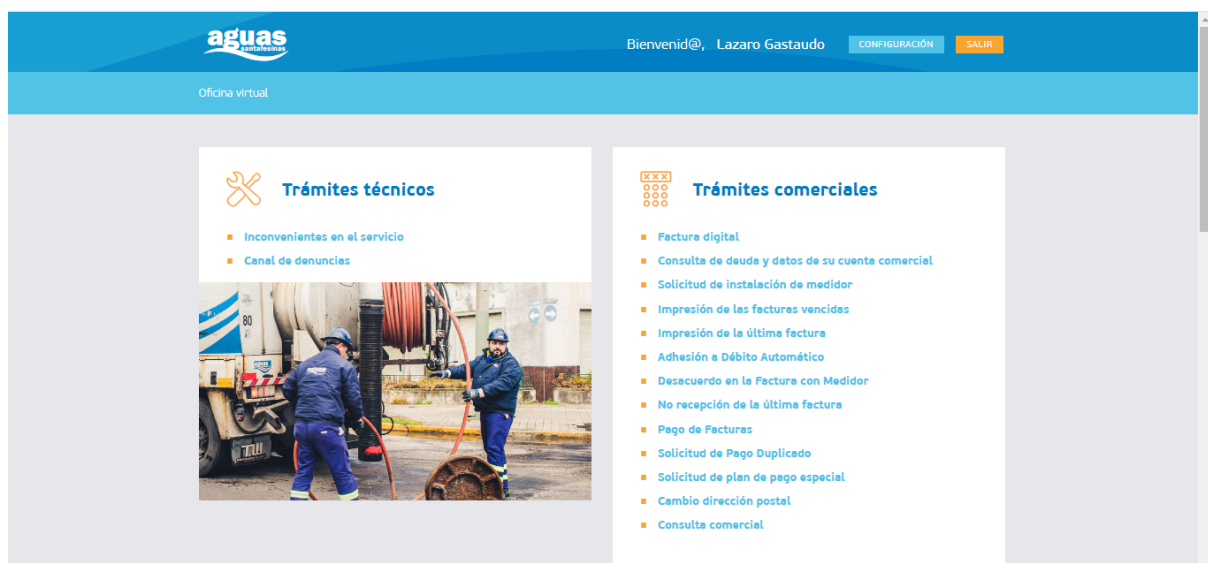 aguas
santafesinas
Bienvenid@, Lazaro Gastaudo
CONFIGURACIÓN
SALIR
Oficina virtual
Trámites técnicos
Inconvenientes en el servicio
Canal de denuncias
80
Trámites comerciales
Factura digital
Consulta de deuda y datos de su cuenta comercial
Solicitud de instalación de medidor
Impresión de las facturas vencidas
Impresión de la última factura
Adhesión a Débito Automático
Desacuerdo en la Factura con Medidor
No recepción de la última factura
Pago de Facturas
Solicitud de Pago Duplicado
Solicitud de plan de pago especial
Cambio dirección postal
Consulta comercial